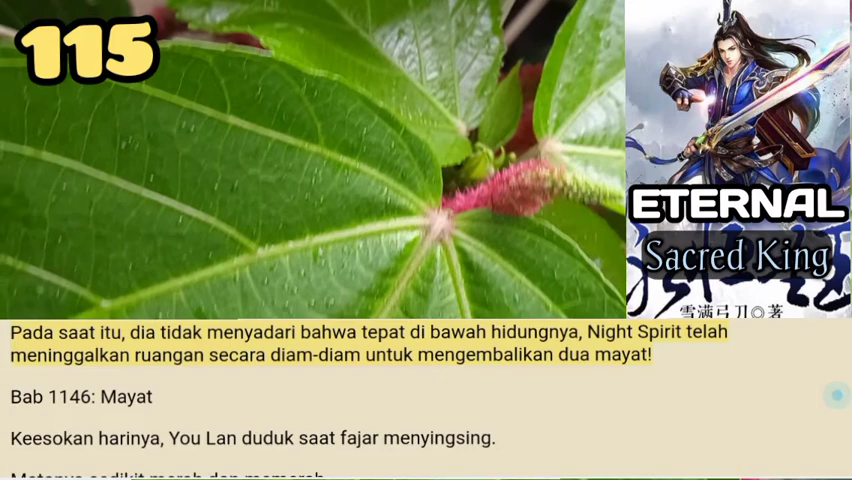 115
ETERNAL
Sacred King
雪满弓刀◎著
Pada saat itu, dia tidak menyadari bahwa tepat di bawah hidungnya, Night Spirit telah
meninggalkan ruangan secara diam-diam untuk mengembalikan dua mayat!
Bab 1146: Mayat
Keesokan harinya, You Lan duduk saat fajar menyingsing.